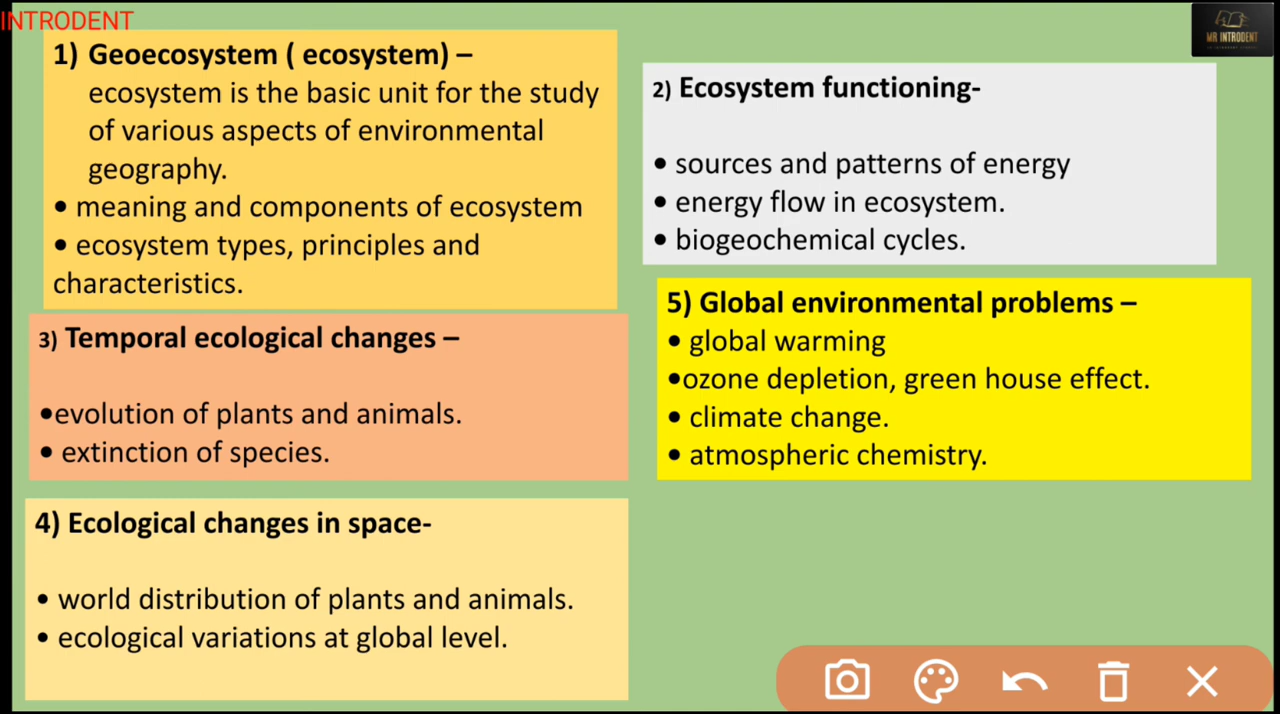 INTRODENT
MR INTRODENT
1) Geoecosystem ( ecosystem) –
ecosystem is the basic unit for the study
of various aspects of environmental
geography.
• meaning and components of ecosystem
• ecosystem types, principles and
characteristics.
2) Ecosystem functioning-
• sources and patterns of energy
• energy flow in ecosystem.
• biogeochemical cycles.
3) Temporal ecological changes –
•evolution of plants and animals.
• extinction of species.
4) Ecological changes in space-
• world distribution of plants and animals.
• ecological variations at global level.
5) Global environmental problems –
• global warming
•ozone depletion, green house effect.
• climate change.
• atmospheric chemistry.